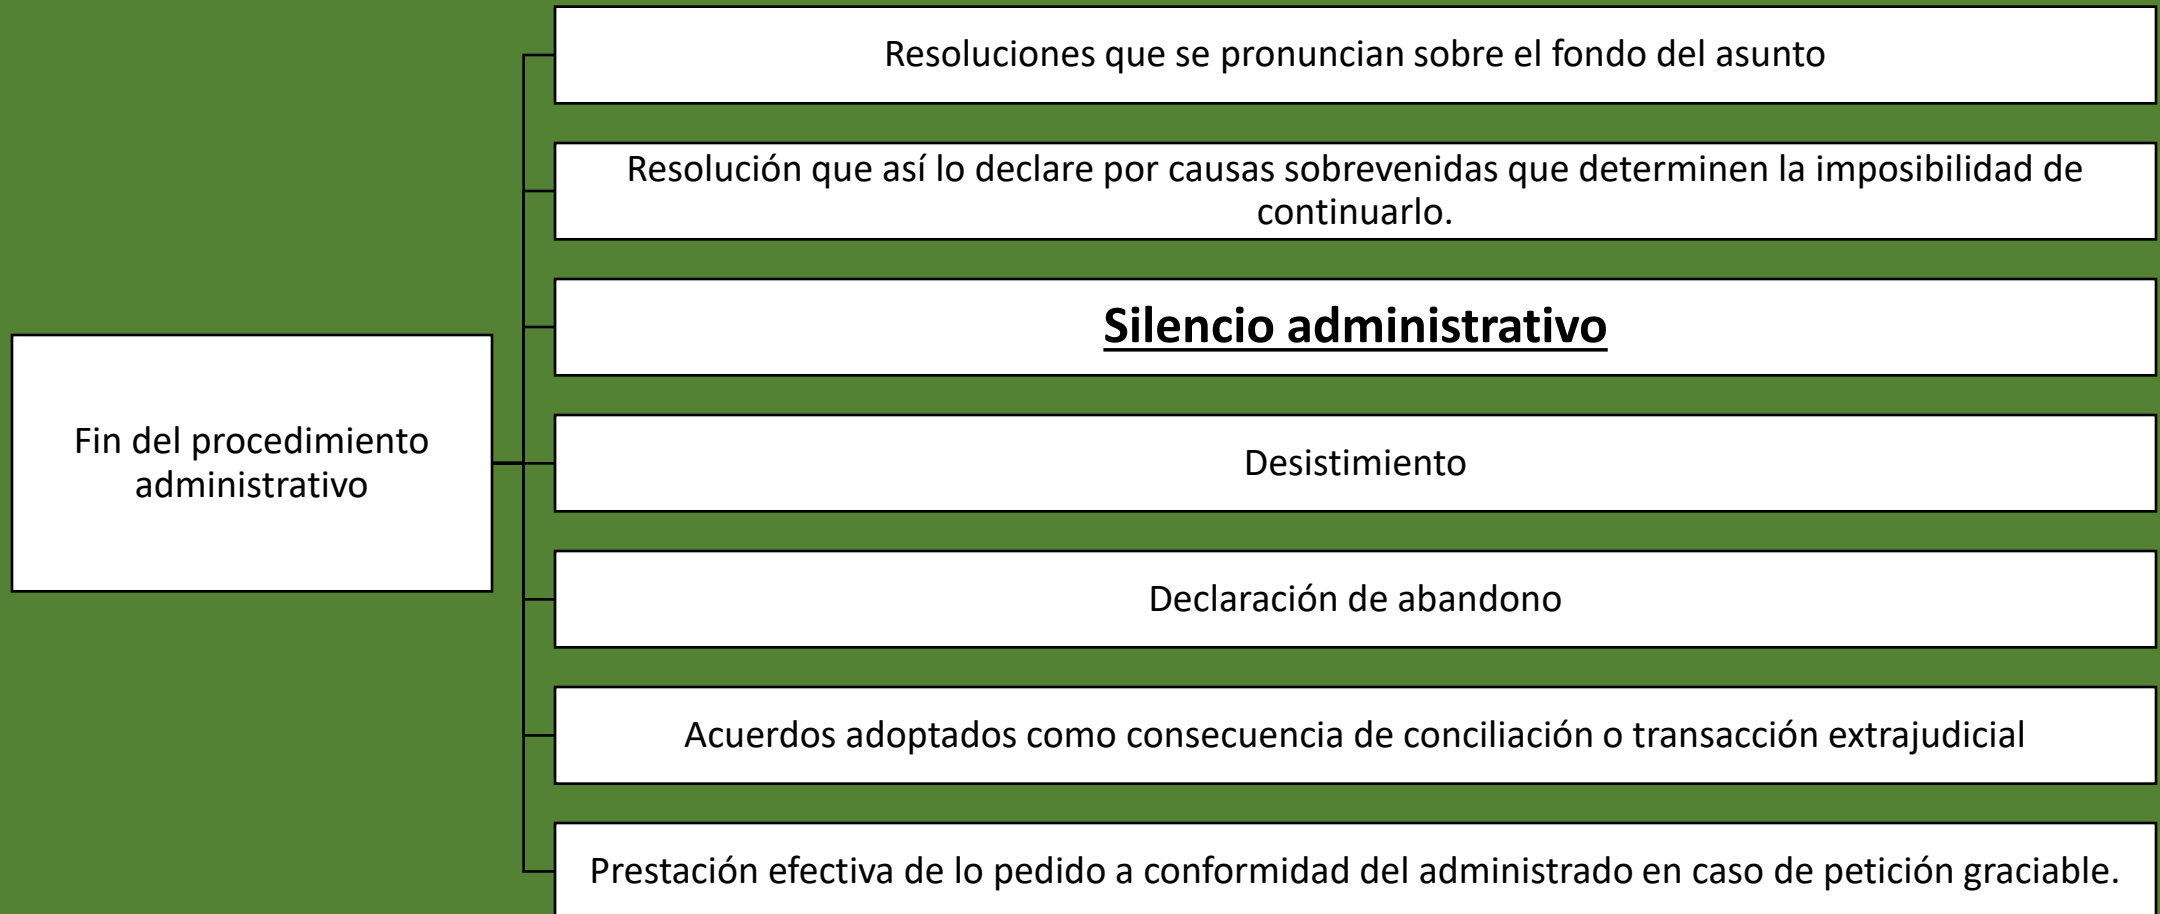 Resoluciones que se pronuncian sobre el fondo del asunto
Resolución que así lo declare por causas sobrevenidas que determinen la imposibilidad de
continuarlo.
Silencio administrativo
Fin del procedimiento
administrativo
Desistimiento
Declaración de abandono
Acuerdos adoptados como consecuencia de conciliación o transacción extrajudicial
Prestación efectiva de lo pedido a conformidad del administrado en caso de petición graciable.